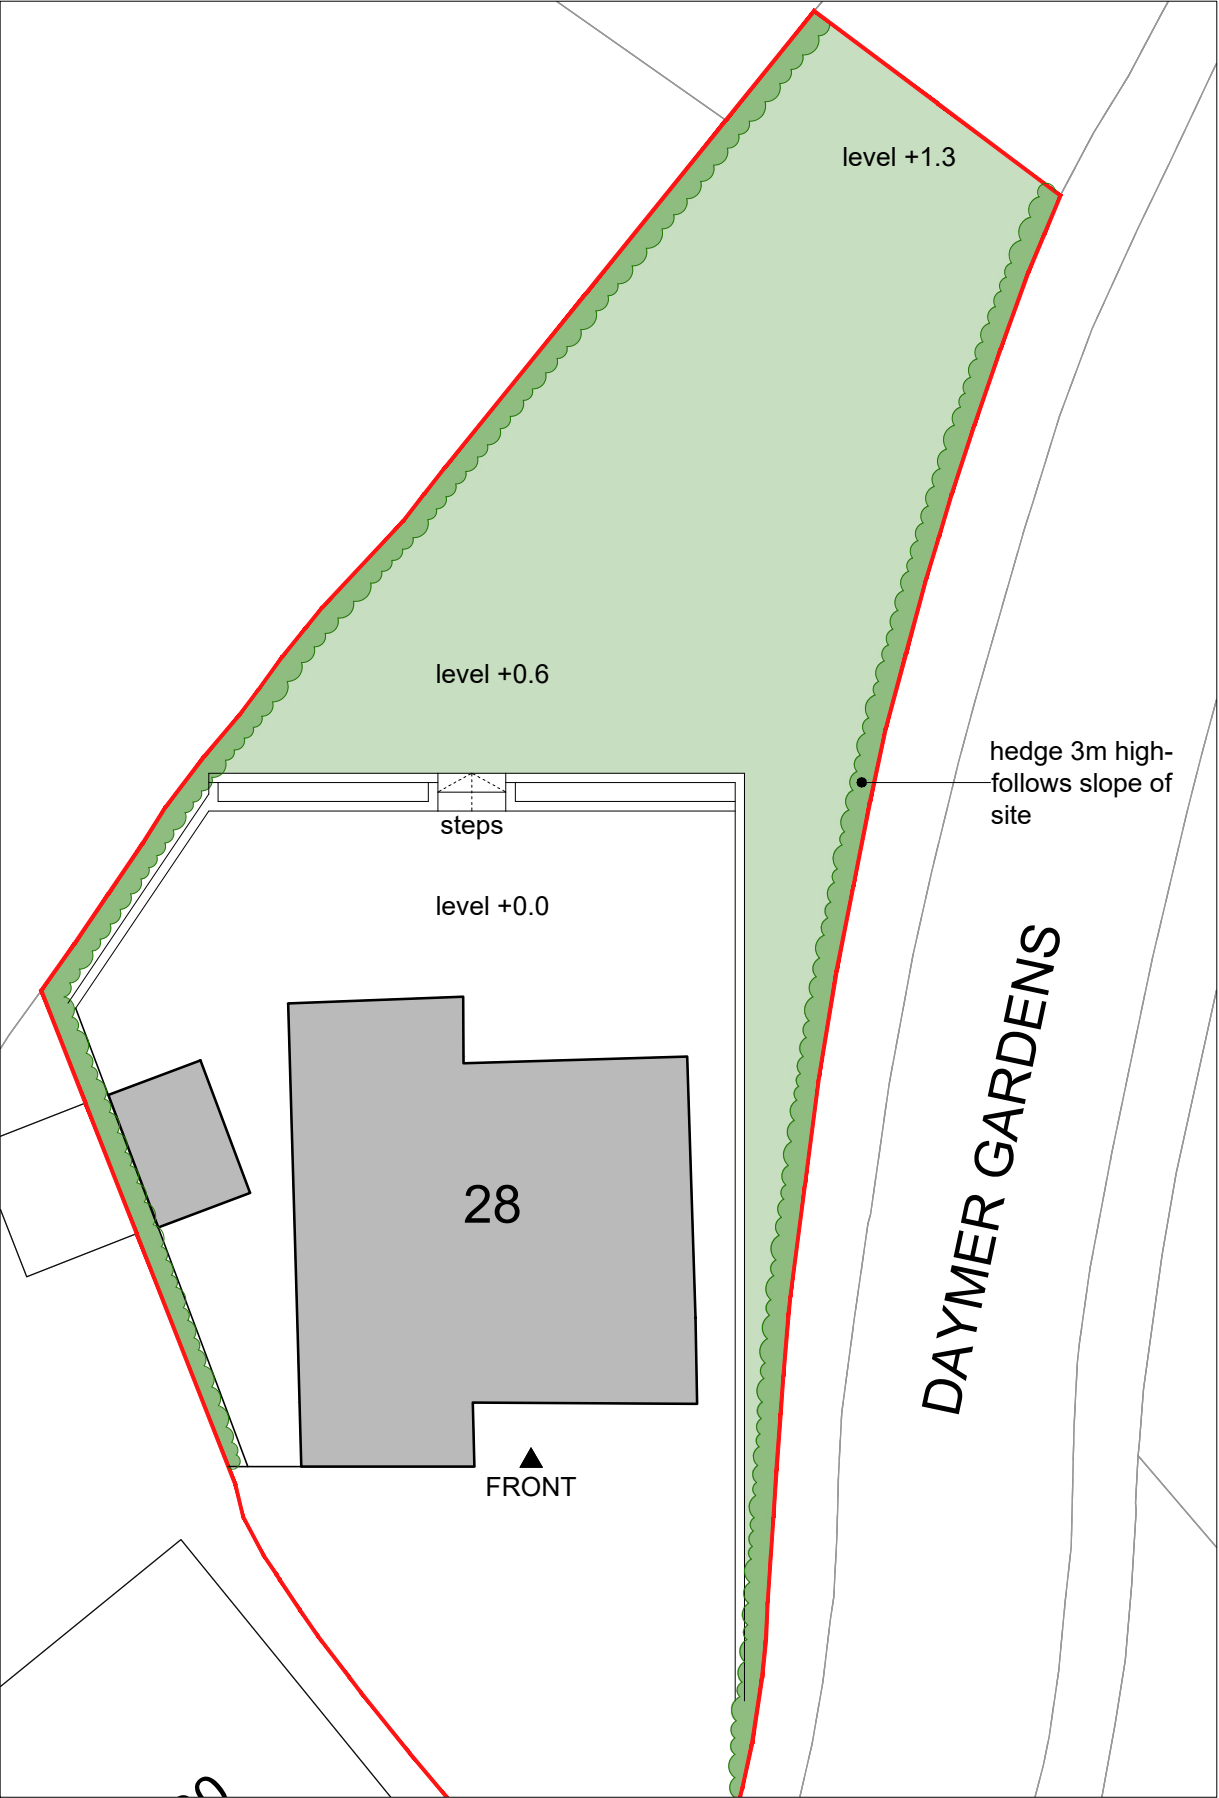 level +1.3
level +0.6
hedge 3m high-
follows slope of
site
steps
level +0.0
DAYMER GARDENS
28
FRONT